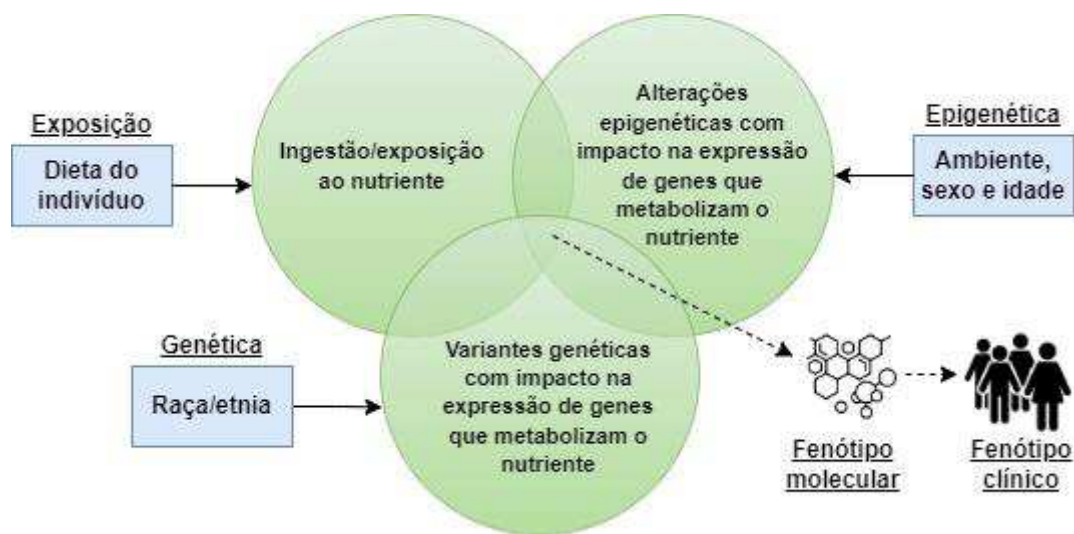 Exposição
Dieta do
indivíduo
Ingestão/exposição
ao nutriente
Alterações
epigenéticas com
impacto na expressão
de genes que
metabolizam o
nutriente
Epigenética
Ambiente,
sexo e idade
Genética
Raça/etnia
Variantes genéticas
com impacto na
expressão de genes
que metabolizam o
nutriente
Fenótipo
molecular
Fenótipo
clínico